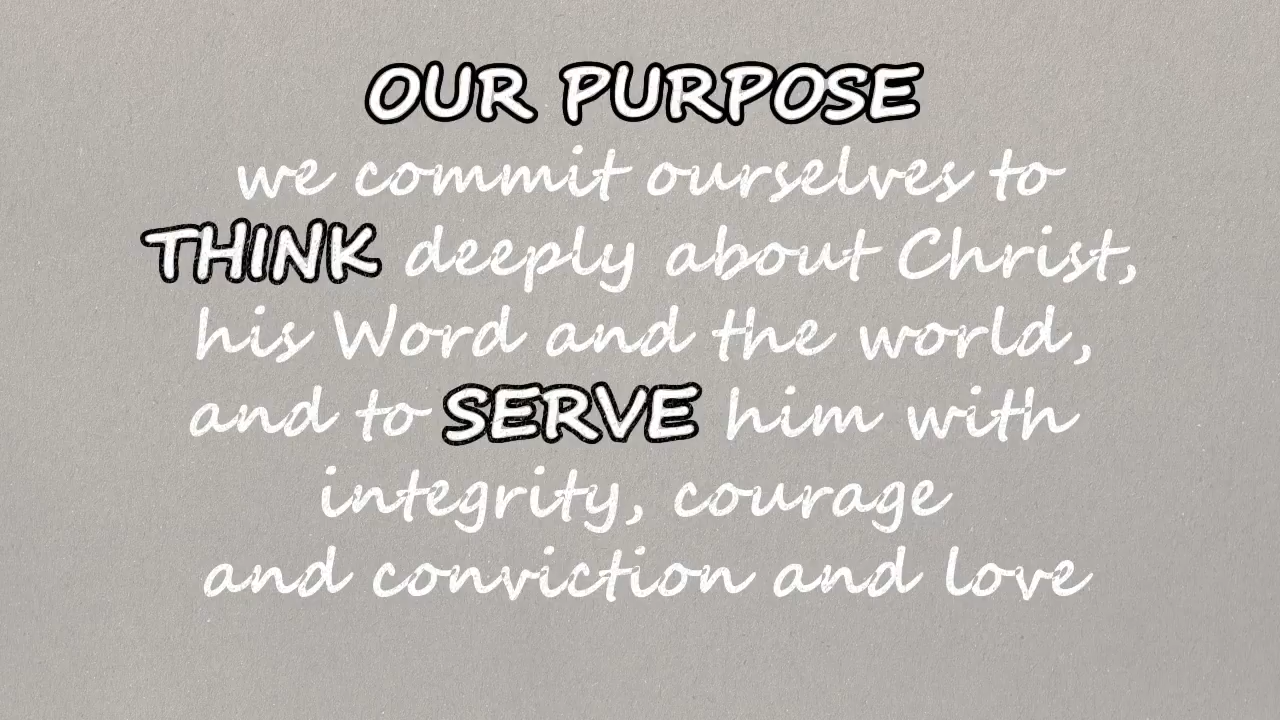 OUR PURPOSE
we commit ourselves to
THINK deeply about Christ,
his Word and the world,
and to SERVE him with
integrity, courage
and conviction and love